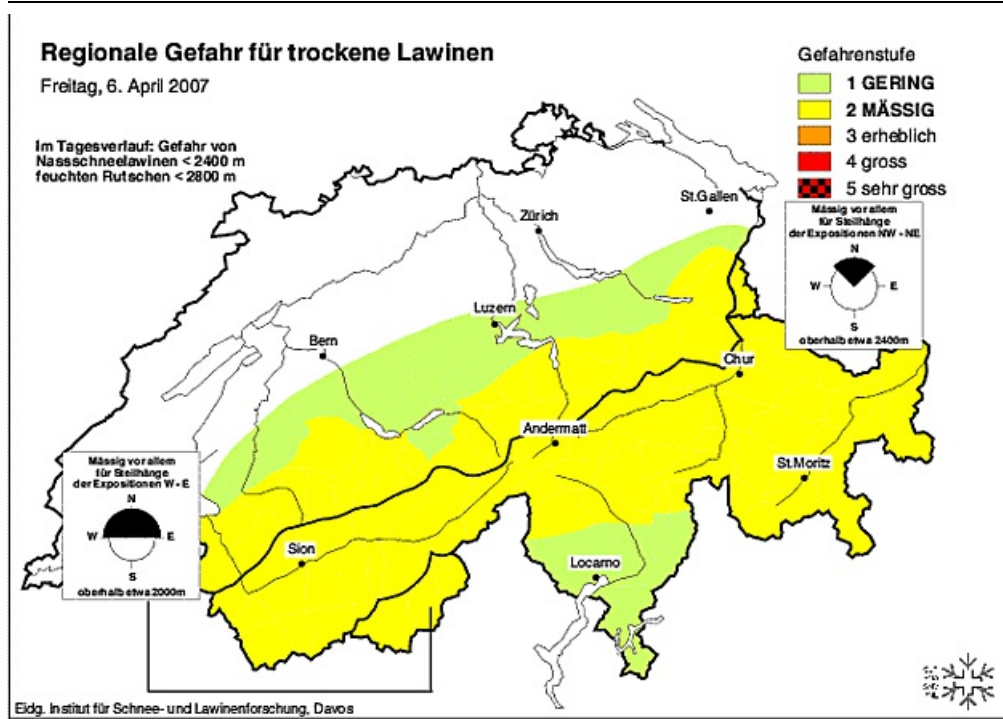 Regionale Gefahr für trockene Lawinen
Freitag, 6. April 2007
Im Tagesverlauf: Gefahr von
Nassschneelawinen < 2400 m
feuchten Rutschen < 2800 m
Gefahrenstufe
1 GERING
2 MÄSSIG
3 erheblich
4 gross
5 sehr gross
St.Gallen
Zürich
Mässig vor allem
für Steilhänge
der Expositionen NW - NE
N
W
E
S
oberhalb etwa 2400m
Luzern
Bern
Chur
Andermatt
St.Moritz
Mässig vor allem
für Steilhänge
der Expositionen W - E
N
W
E
S
oberhalb etwa 2000m
Sion
Locarno
Eidg. Institut für Schnee- und Lawinenforschung, Davos